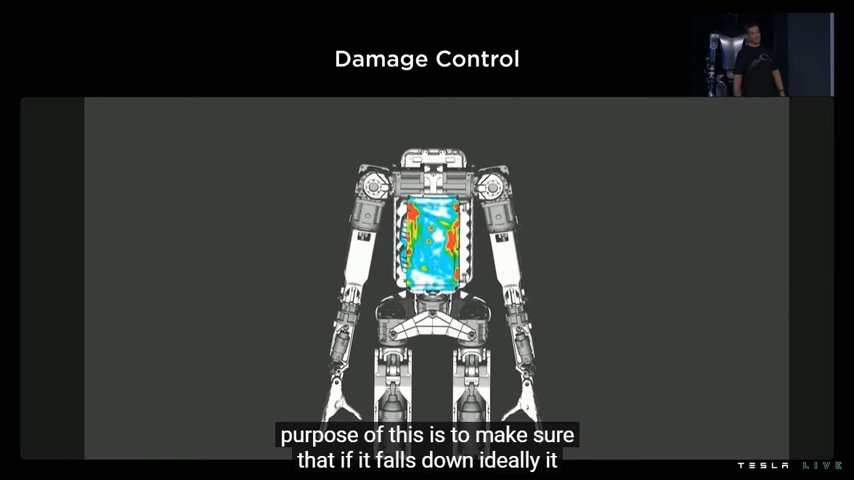 Damage Control
purpose of this is to make sure
that if it falls down ideally it
TESLA LIVE